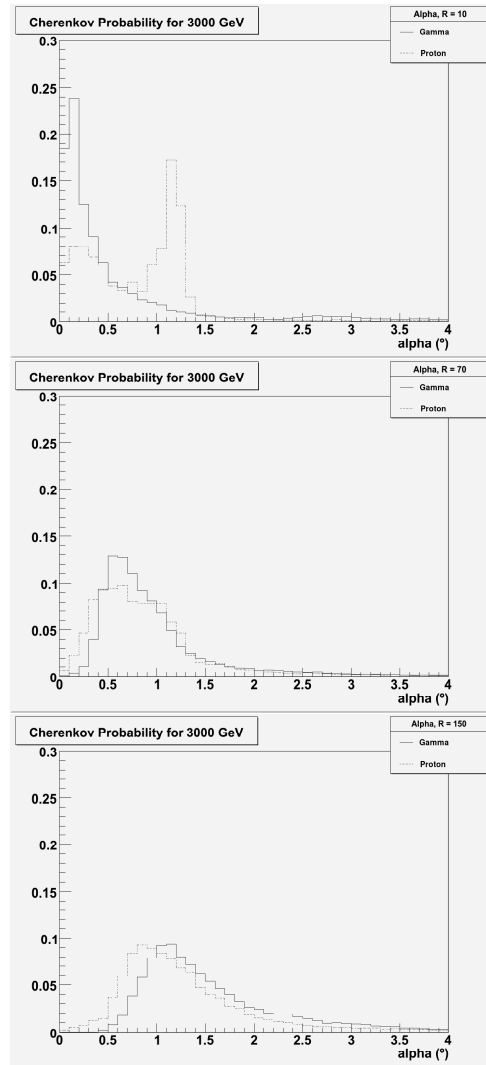 Cherenkov Probability for 3000 GeV
Alpha, R = 10
Gamma
Proton
0.3
0.25
0.2
0.15
0.1
0.05
0
0 0.5 1 1.5 2 2.5 3 3.5 4
alpha (°)
Cherenkov Probability for 3000 GeV
Alpha, R = 70
Gamma
Proton
0.3
0.25
0.2
0.15
0.1
0.05
0
0 0.5 1 1.5 2 2.5 3 3.5 4
alpha (°)
Cherenkov Probability for 3000 GeV
Alpha, R = 150
Gamma
Proton
0.3
0.25
0.2
0.15
0.1
0.05
0
0 0.5 1 1.5 2 2.5 3 3.5 4
alpha (°)